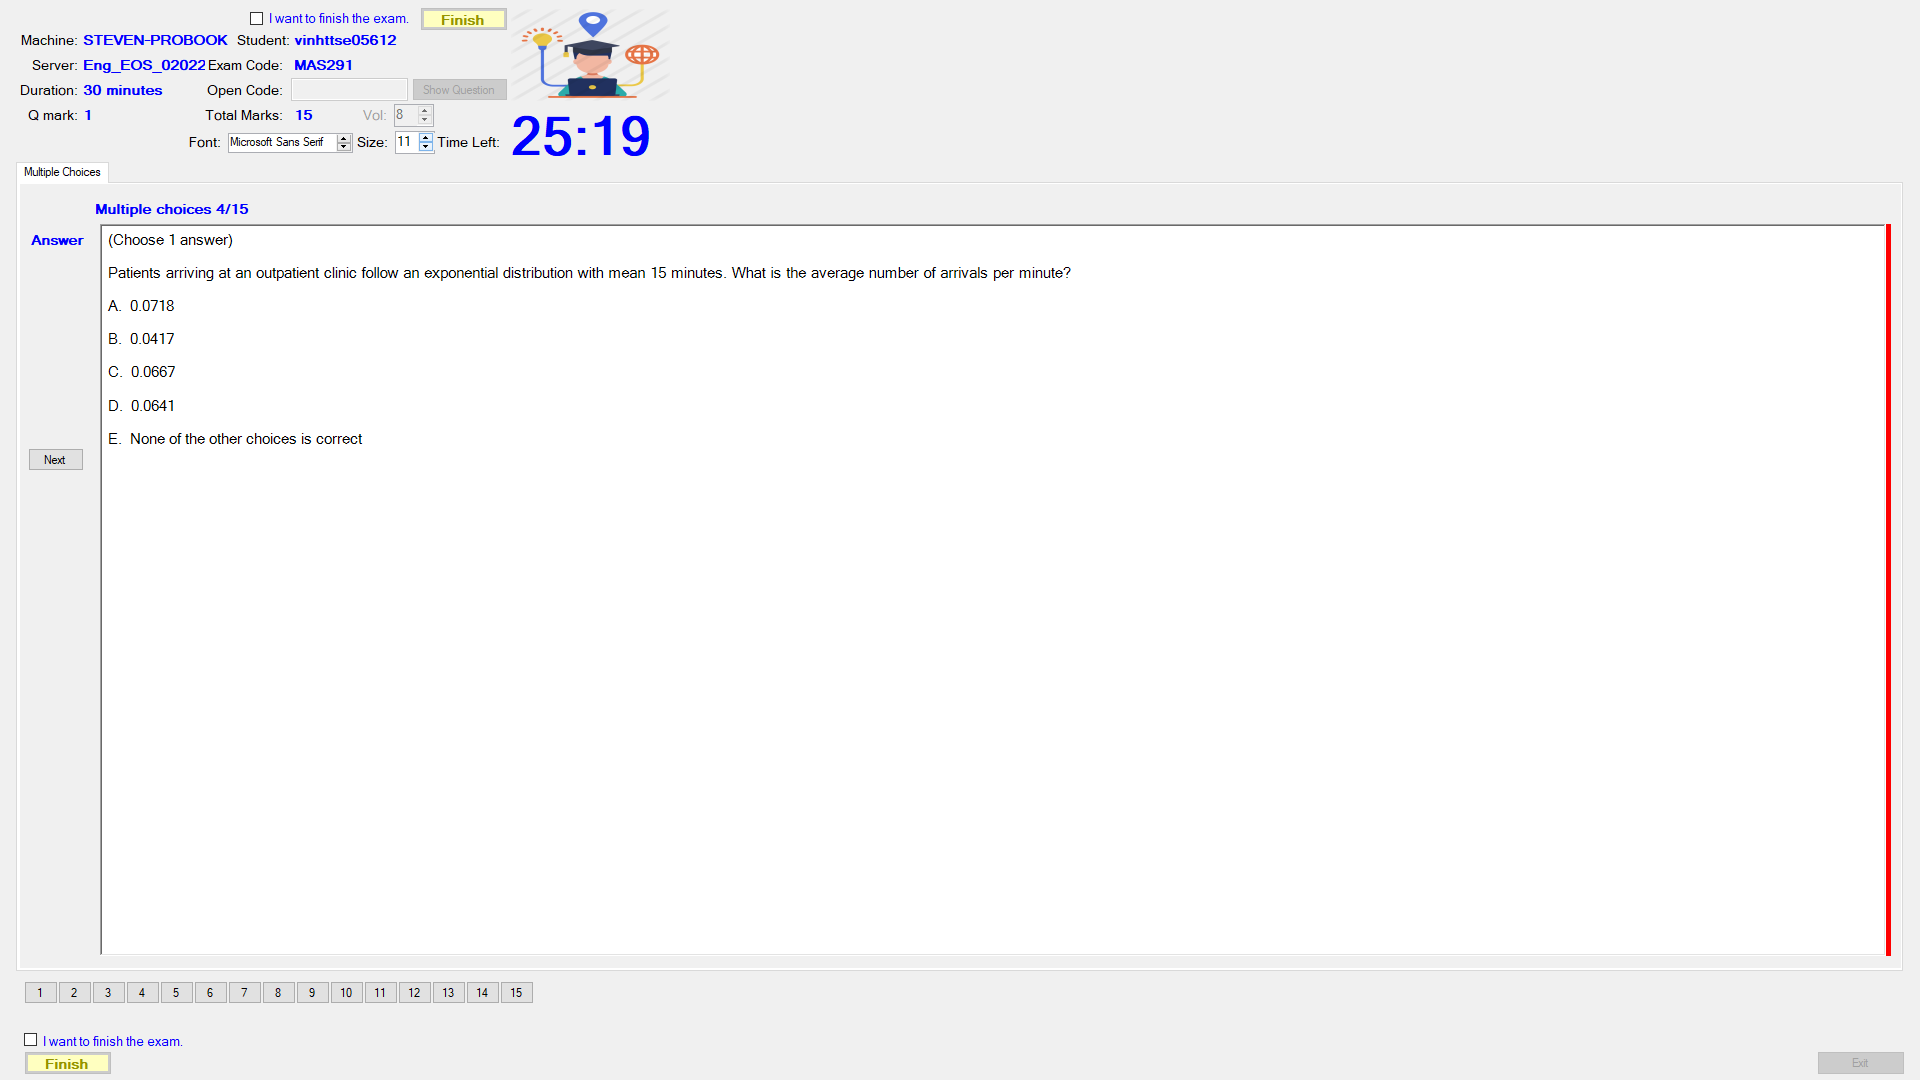 I want to finish the exam.
Finish
Machine: STEVEN-PROBOOK Student: vinhttse05612
Server: Eng_EOS_02022 Exam Code: MAS291
Duration: 30 minutes Open Code: Show Question
Q mark: 1 Total Marks: 15 Vol: 8
Font: Microsoft Sans Serif Size: 11 Time Left: 25:19
Multiple Choices
Multiple choices 4/15
Answer
(Choose 1 answer)
Patients arriving at an outpatient clinic follow an exponential distribution with mean 15 minutes. What is the average number of arrivals per minute?
A. 0.0718
B. 0.0417
C. 0.0667
D. 0.0641
E. None of the other choices is correct
Next
1 2 3 4 5 6 7 8 9 10 11 12 13 14 15
I want to finish the exam.
Finish
Exit